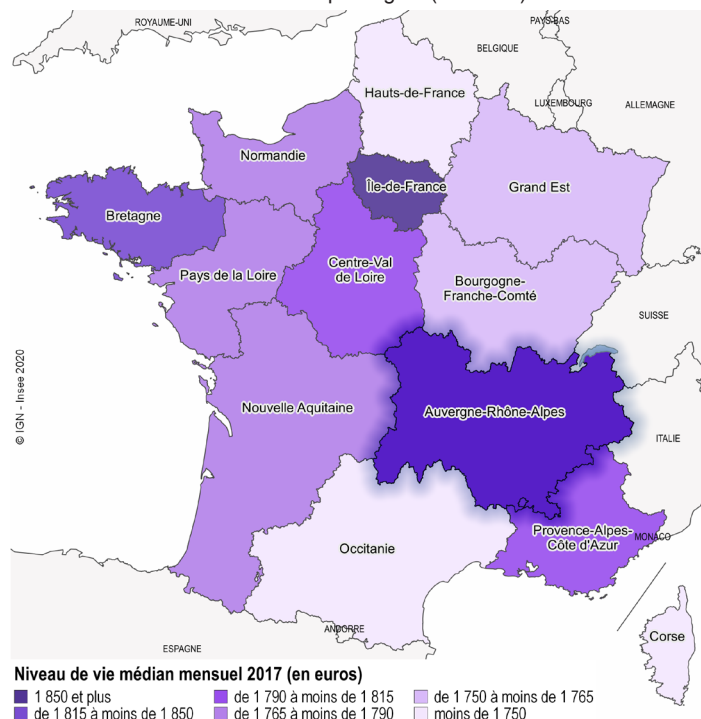 ROYAUME-UNI
PAYS-BAS
BELGIQUE
Hauts-de-France
LUXEMBOURG
ALLEMAGNE
Normandie
Île-de-France
Grand Est
Bretagne
Pays de la Loire
Centre-Val
de Loire
Bourgogne-
Franche-Comté
SUISSE
© IGN - Insee 2020
Nouvelle Aquitaine
Auvergne-Rhône-Alpes
ITALIE
Provence-Alpes-
Côte d'Azur
MONACO
Occitanie
ANDORRE
ESPAGNE
Corse
Niveau de vie médian mensuel 2017 (en euros)
1 850 et plus
de 1 815 à moins de 1 850
de 1 790 à moins de 1 815
de 1 765 à moins de 1 790
de 1 750 à moins de 1 765
moins de 1 750